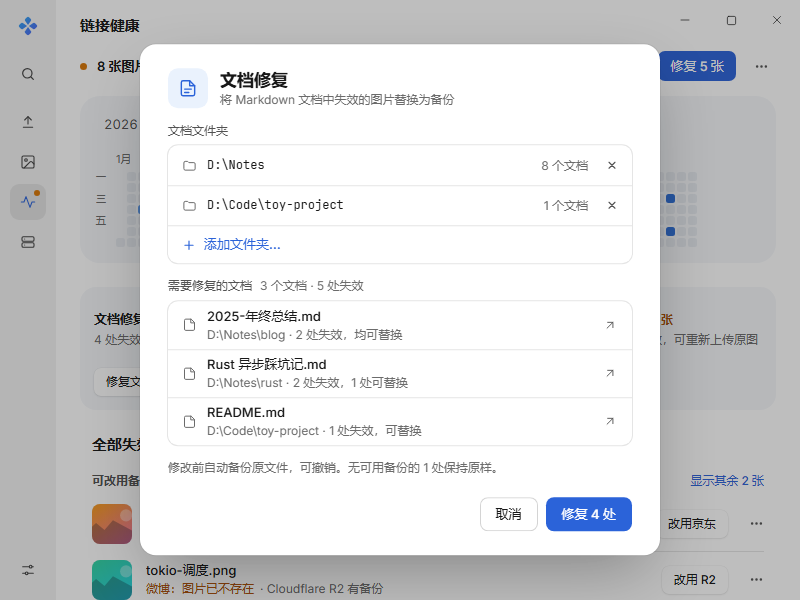 链接健康
8 张图片
修复 5 张
2026
1月
一
三
五
文档修复
4 处失效
修复文
张
，可重新上传原图
全部失效
可改用备
显示其余 2 张
改用京东
tokio-调度.png
微博：图片已不存在 · Cloudflare R2 有备份
改用 R2
文档修复
将 Markdown 文档中失效的图片替换为备份
文档文件夹
D:\Notes
8 个文档
D:\Code\toy-project
1 个文档
添加文件夹...
需要修复的文档 3 个文档 · 5 处失效
2025-年终总结.md
D:\Notes\blog · 2 处失效，均可替换
Rust 异步踩坑记.md
D:\Notes\rust · 2 处失效，1 处可替换
README.md
D:\Code\toy-project · 1 处失效，可替换
修改前自动备份原文件，可撤销。无可用备份的 1 处保持原样。
取消
修复 4 处